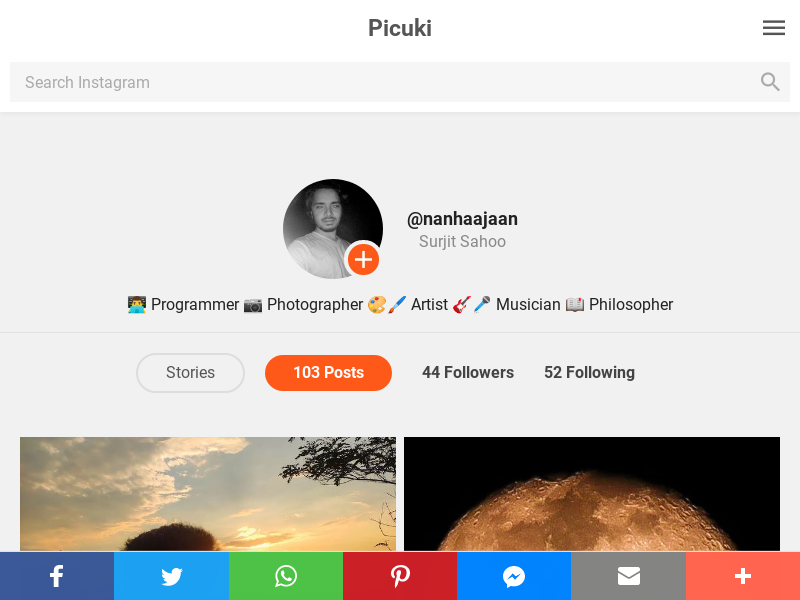 Picuki
Search Instagram
@nanhaajaan
Surjit Sahoo
👨‍💻 Programmer 📷 Photographer 🎨🖌️ Artist 🎸🎤 Musician 📖 Philosopher
Stories
103 Posts
44 Followers
52 Following